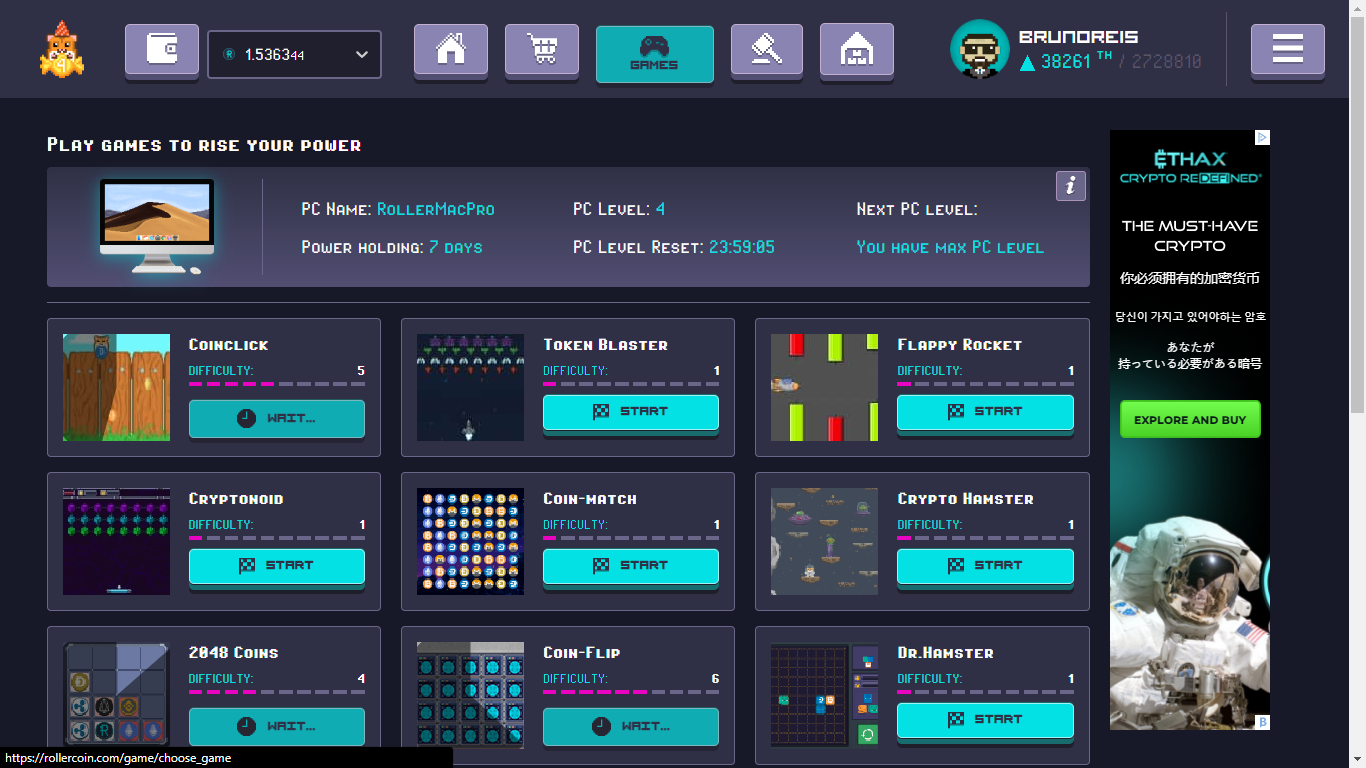 1.536344
GAMES
BRUNOREIS
38261 TH / 2728810
Play games to rise your power
PC Name: RollerMacPro
PC Level: 4
Next PC level:
Power holding: 7 days
PC Level Reset: 23:59:05
You have max PC level
Coinclick
Difficulty: 5
WAIT...
Token Blaster
Difficulty: 1
START
Flappy Rocket
Difficulty: 1
START
Cryptonoid
Difficulty: 1
START
Coin-match
Difficulty: 1
START
Crypto Hamster
Difficulty: 1
START
2048 Coins
Difficulty: 4
WAIT...
Coin-Flip
Difficulty: 6
WAIT...
Dr.Hamster
Difficulty: 1
START
ETHAX
CRYPTO REDEFINED
THE MUST-HAVE
CRYPTO
你必须拥有的加密货币
당신이 가지고 있어야하는 암호
あなたが
持っている必要がある暗号
EXPLORE AND BUY
https://rollercoin.com/game/choose_game